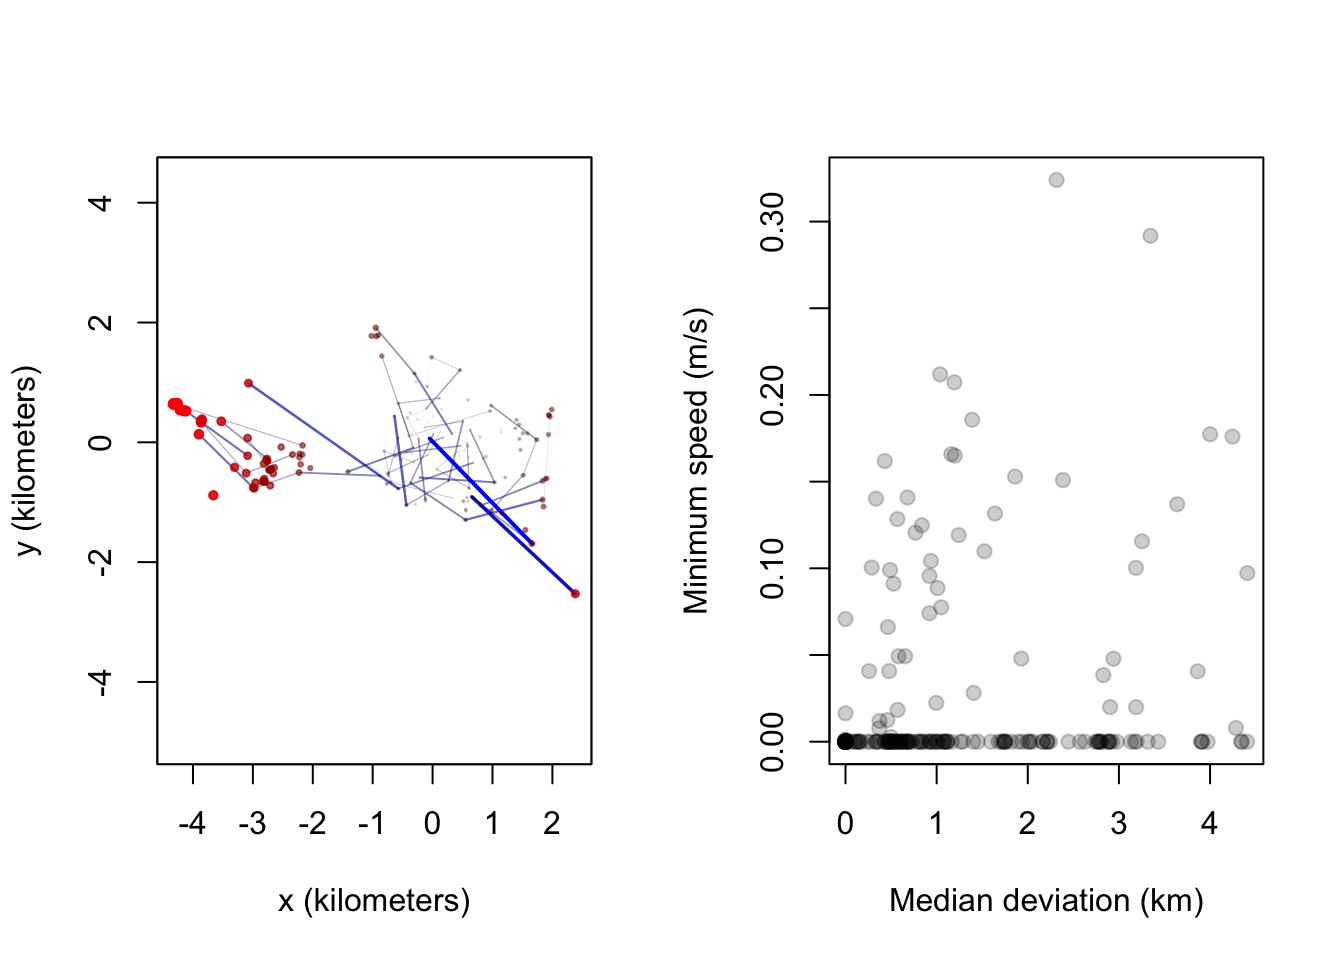 4
2
0
-2
-4
y (kilometers)
-4 -3 -2 -1 0 1 2
x (kilometers)
0.30
0.20
0.10
0.00
Minimum speed (m/s)
0 1 2 3 4
Median deviation (km)